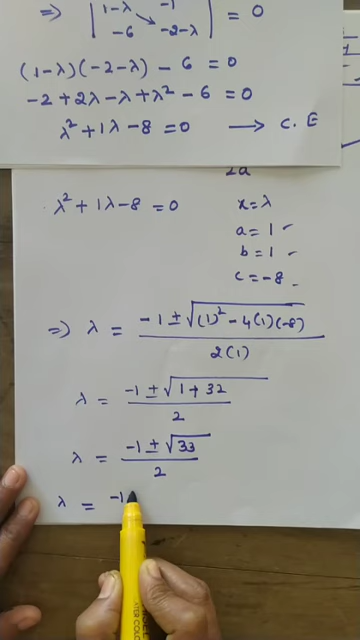 ⇒ | 1-λ -1 | = 0
| -6 -2-λ |
(1-λ)(-2-λ) - 6 = 0
-2+2λ-λ+λ² - 6 = 0
λ²+1λ-8 = 0 → C. E
2a
λ²+1λ-8 = 0
x = λ
a = 1
b = 1
c = -8
⇒ λ = (-1 ± √((1)² - 4(1)(-8))) / 2(1)
λ = (-1 ± √(1+32)) / 2
λ = (-1 ± √33) / 2
λ = -1